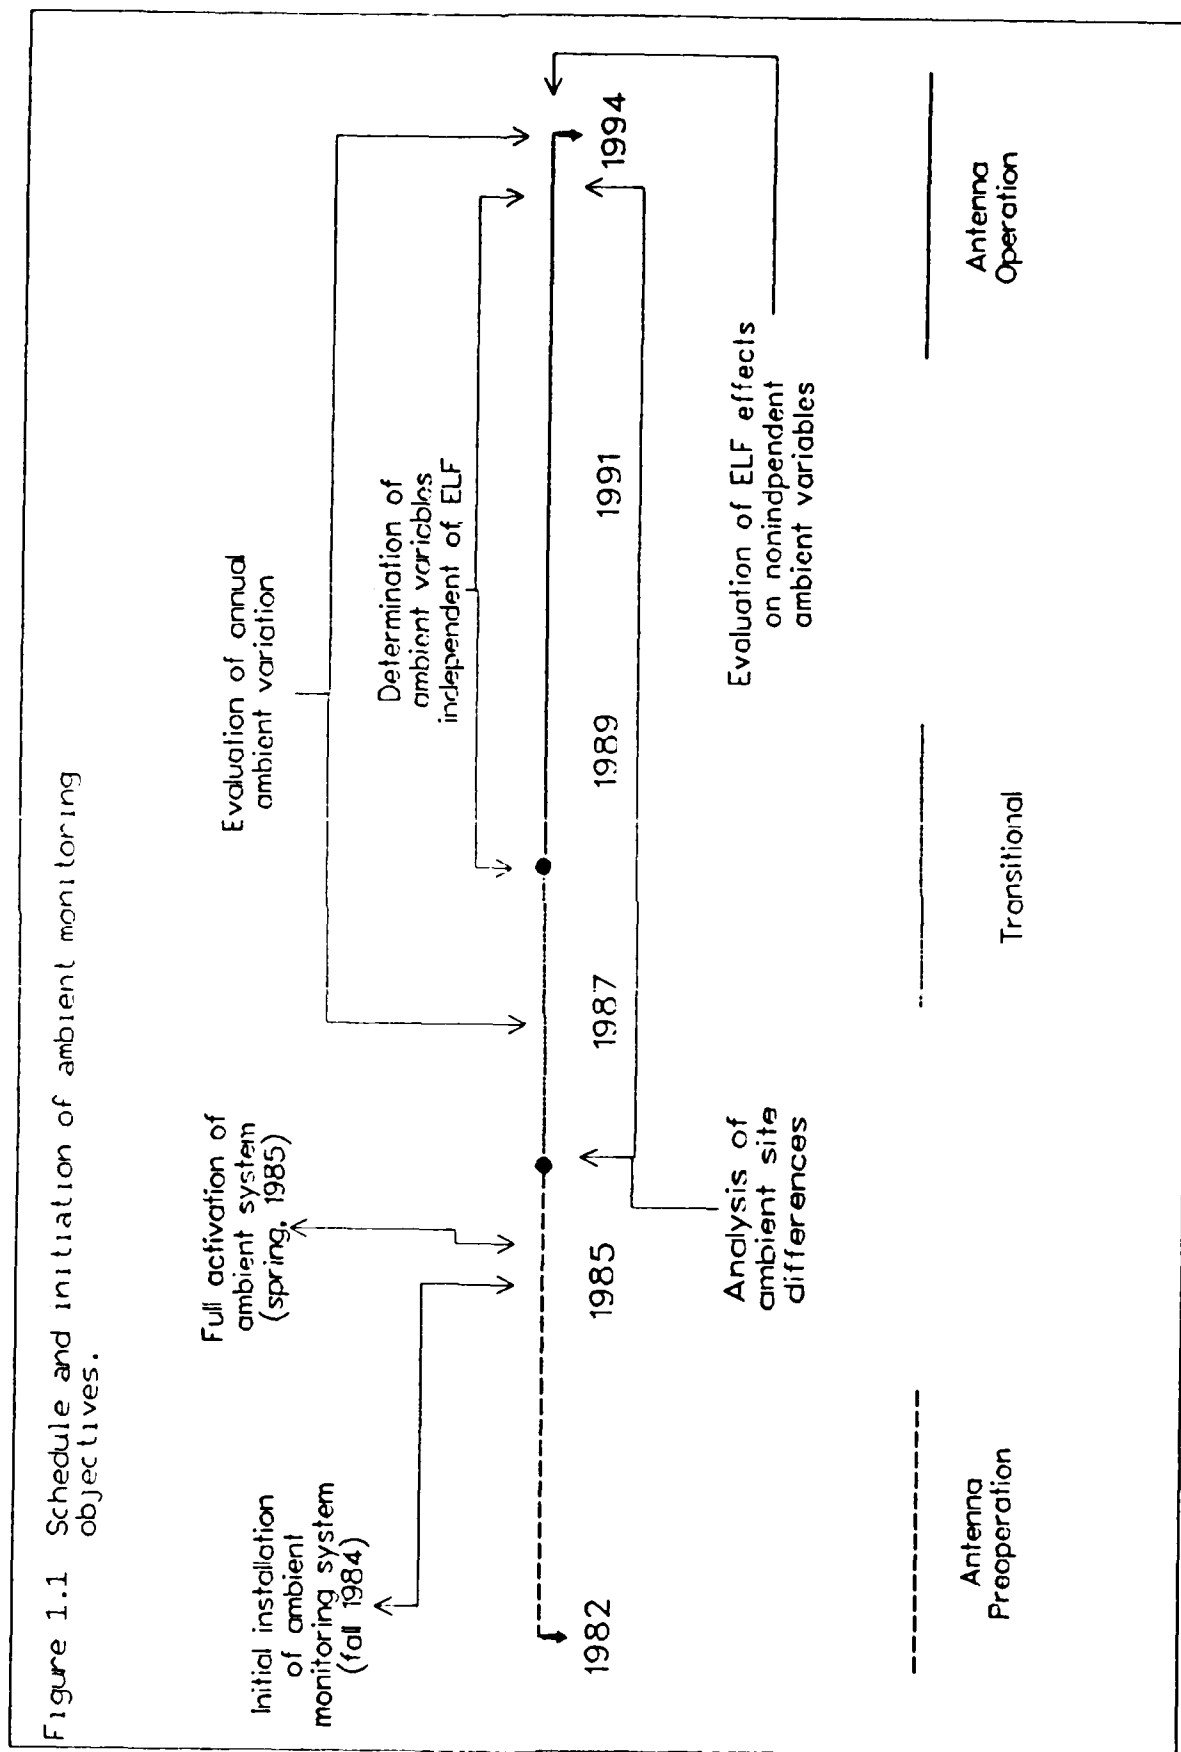 Figure 1.1 Schedule and initiation of ambient monitoring
objectives.
Initial installation
of ambient
monitoring system
(fall 1984)
Full activation of
ambient system
(spring, 1985)
Evaluation of annual
ambient variation
Determination of
ambient variables
independent of ELF
1982
1985
1987
1989
1991
1994
Analysis of
ambient site
differences
Evaluation of ELF effects
on nonindpendent
ambient variables
Antenna
Preoperation
Transitional
Antenna
Operation